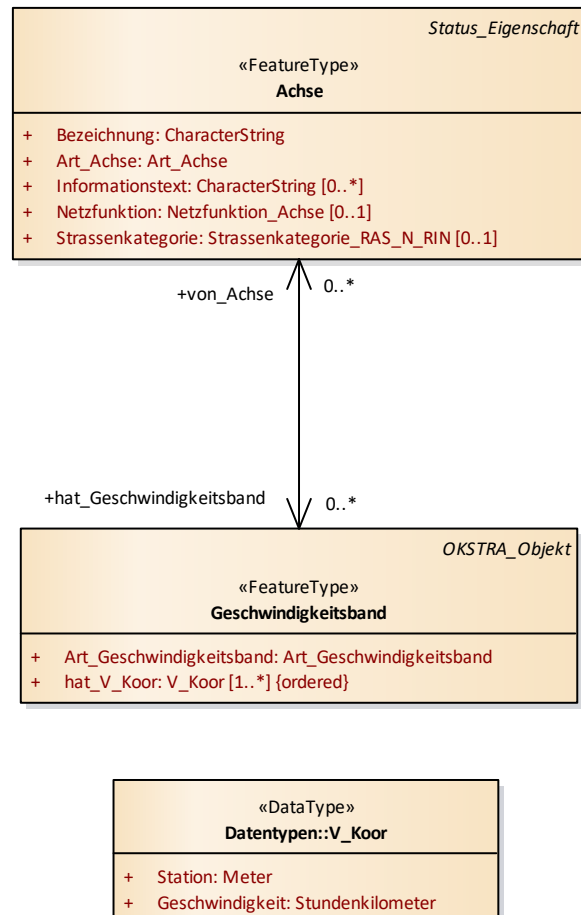 Status_Eigenschaft
«FeatureType»
Achse
+ Bezeichnung: CharacterString
+ Art_Achse: Art_Achse
+ Informationstext: CharacterString [0..*]
+ Netzfunktion: Netzfunktion_Achse [0..1]
+ Strassenkategorie: Strassenkategorie_RAS_N_RIN [0..1]
+von_Achse 0..*
+hat_Geschwindigkeitsband 0..*
OKSTRA_Objekt
«FeatureType»
Geschwindigkeitsband
+ Art_Geschwindigkeitsband: Art_Geschwindigkeitsband
+ hat_V_Koor: V_Koor [1..*] {ordered}
«DataType»
Datentypen::V_Koor
+ Station: Meter
+ Geschwindigkeit: Stundenkilometer